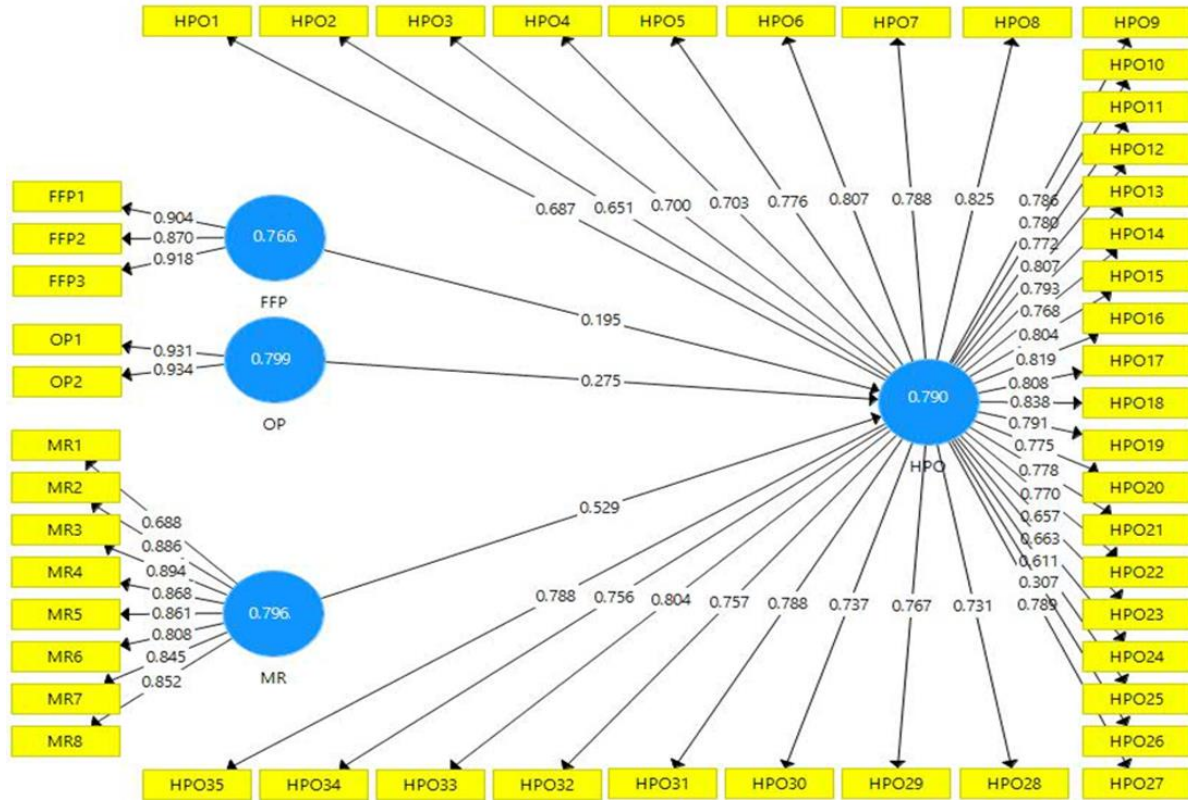 HPO1 HPO2 HPO3 HPO4 HPO5 HPO6 HPO7 HPO8 HPO9
HPO10
HPO11
HPO12
HPO13
HPO14
HPO15
HPO16
HPO17
HPO18
HPO19
HPO20
HPO21
HPO22
HPO23
HPO24
HPO25
HPO26
HPO27
0.687 0.651 0.700 0.703 0.776 0.807 0.788 0.825
0.786
0.780
0.772
0.807
0.793
0.768
0.804
0.819
0.808
0.838
0.791
0.775
0.778
0.770
0.657
0.663
0.611
0.307
0.789
FFP1
FFP2
FFP3
0.904
0.870
0.918
0.766.
FFP
0.195
OP1
OP2
0.931
0.934
0.799
OP
0.275
0.790
HPO
MR1
MR2
MR3
MR4
MR5
MR6
MR7
MR8
0.688
0.886
0.894
0.868
0.861
0.808
0.845
0.852
0.796.
MR
0.529
0.788 0.756 0.804 0.757 0.788 0.737 0.767 0.731
HPO35 HPO34 HPO33 HPO32 HPO31 HPO30 HPO29 HPO28